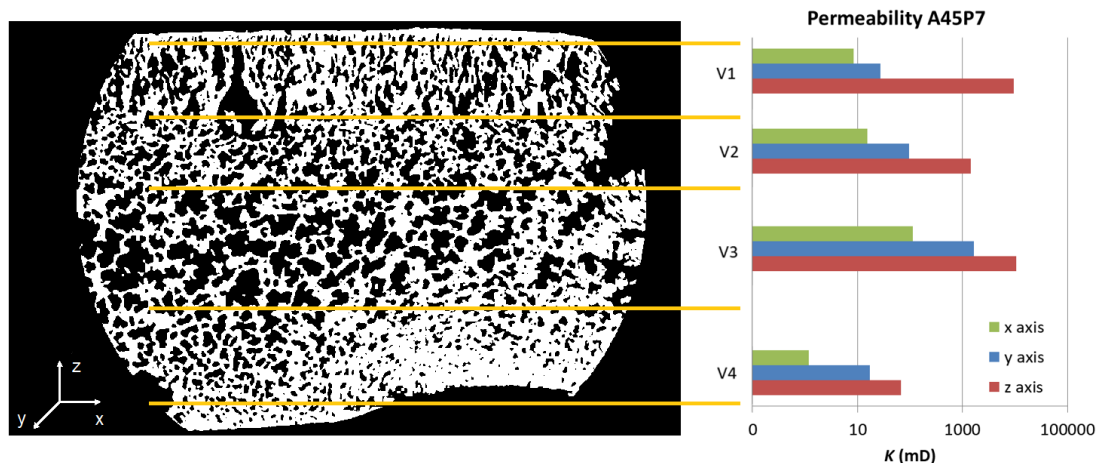 Permeability A45P7
V1
V2
V3
V4
x axis
y axis
z axis
0 10 1000 100000
K (mD)
z
y x